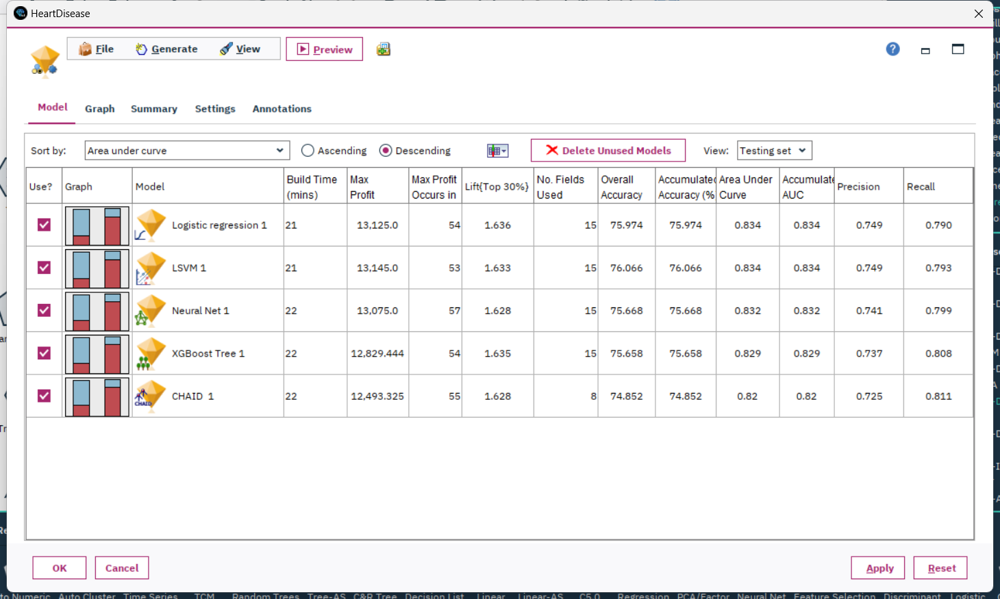 HeartDisease
File Generate View Preview
Model Graph Summary Settings Annotations
Sort by: Area under curve Ascending Descending Delete Unused Models View: Testing set
Use? Graph Model Build Time (mins) Max Profit Max Profit Occurs in Lift{Top 30%} No. Fields Used Overall Accuracy Accumulated Accuracy (% Area Under Curve Accumulate AUC Precision Recall
Logistic regression 1 21 13,125.0 54 1.636 15 75.974 75.974 0.834 0.834 0.749 0.790
LSVM 1 21 13,145.0 53 1.633 15 76.066 76.066 0.834 0.834 0.749 0.793
Neural Net 1 22 13,075.0 57 1.628 15 75.668 75.668 0.832 0.832 0.741 0.799
XGBoost Tree 1 22 12,829.444 54 1.635 15 75.658 75.658 0.829 0.829 0.737 0.808
CHAID CHAID 1 22 12,493.325 55 1.628 8 74.852 74.852 0.82 0.82 0.725 0.811
OK Cancel Apply Reset
to Numeric Auto Cluster Time Series TCM Random Trees Tree-AS C&R Tree Decision List Linear Linear-AS C5.0 Regression PCA/Factor Neural Net Feature Selection Discriminant Logistic